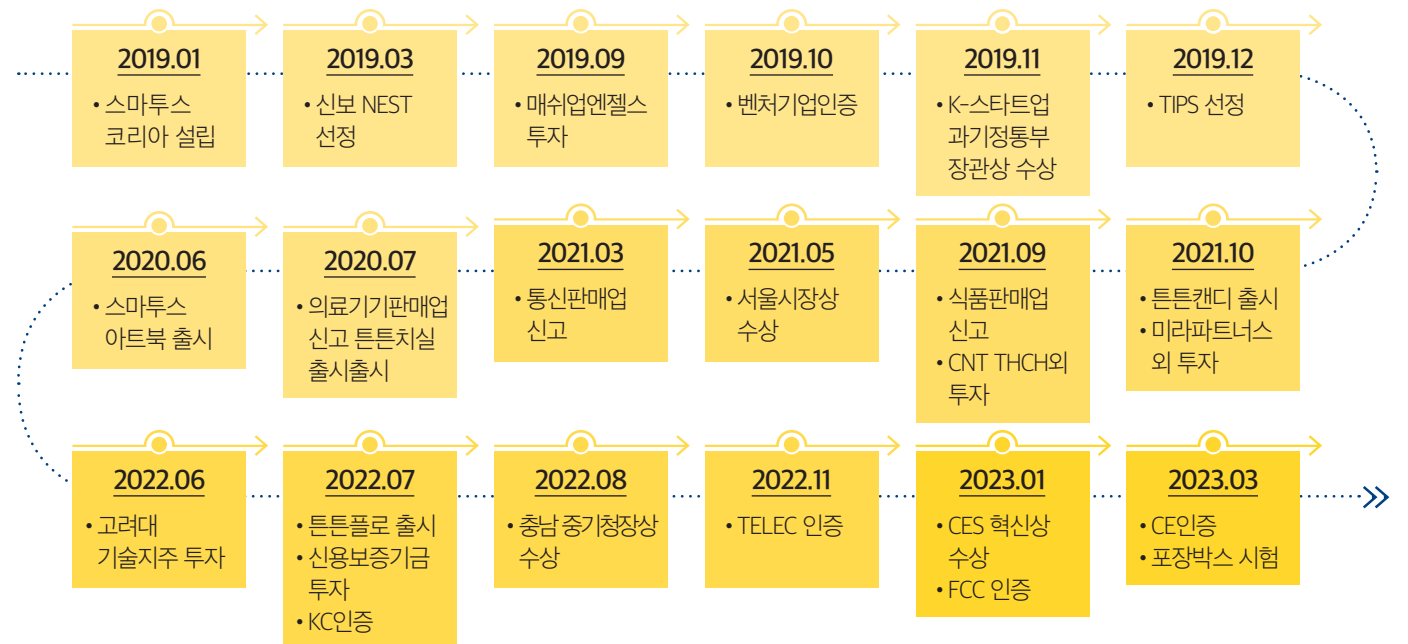 2019.01
• 스마투스
코리아 설립
2019.03
• 신보 NEST
선정
2019.09
• 매쉬업엔젤스
투자
2019.10
• 벤처기업인증
2019.11
• K-스타트업
과기정통부
장관상 수상
2019.12
• TIPS 선정
2020.06
• 스마투스
아트북 출시
2020.07
• 의료기기판매업
신고 튼튼치실
출시출시
2021.03
• 통신판매업
신고
2021.05
• 서울시장상
수상
2021.09
• 식품판매업
신고
• CNT THCH외
투자
2021.10
• 튼튼캔디 출시
• 미라파트너스
외 투자
2022.06
• 고려대
기술지주 투자
2022.07
• 튼튼플로 출시
• 신용보증기금
투자
• KC인증
2022.08
• 충남 중기청장상
수상
2022.11
• TELEC 인증
2023.01
• CES 혁신상
수상
• FCC 인증
2023.03
• CE인증
• 포장박스 시험